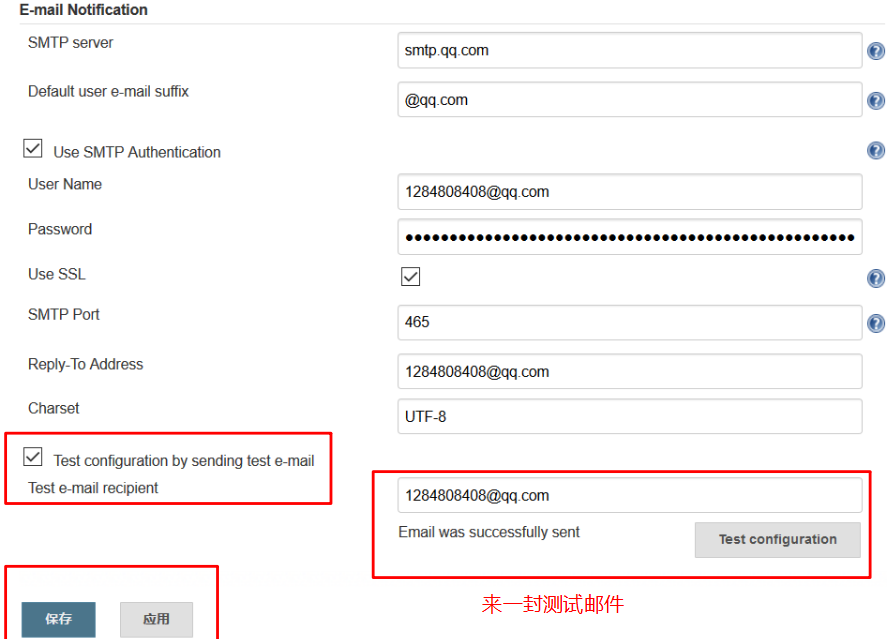 E-mail Notification
SMTP server
smtp.qq.com
Default user e-mail suffix
@qq.com
Use SMTP Authentication
User Name
1284808408@qq.com
Password
Use SSL
SMTP Port
465
Reply-To Address
1284808408@qq.com
Charset
UTF-8
Test configuration by sending test e-mail
Test e-mail recipient
1284808408@qq.com
Email was successfully sent
Test configuration
来一封测试邮件
保存
应用